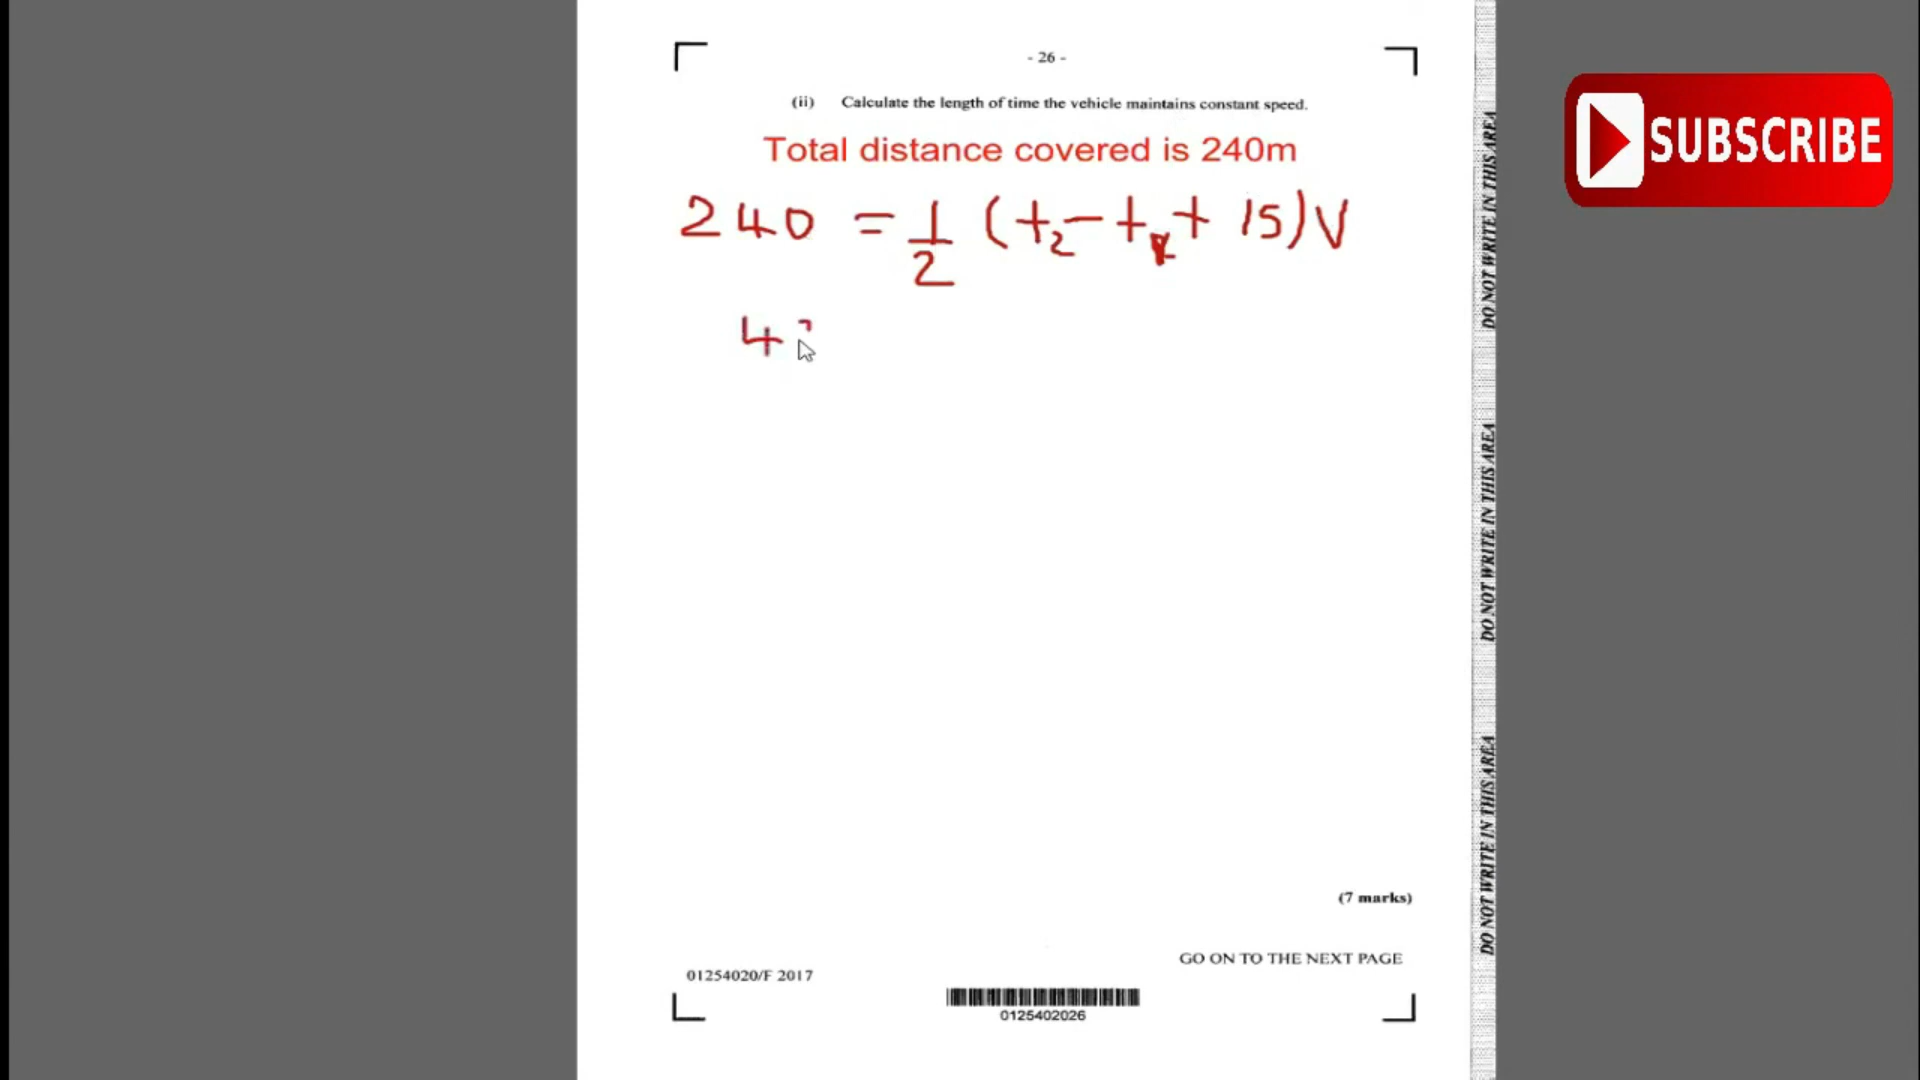 - 26 -
(ii) Calculate the length of time the vehicle maintains constant speed.
SUBSCRIBE
Total distance covered is 240m
240 = 1/2 (t₂ - t₁ + 15) V
4
DO NOT WRITE IN THIS AREA
DO NOT WRITE IN THIS AREA
DO NOT WRITE IN THIS AREA
(7 marks)
GO ON TO THE NEXT PAGE
01254020/F 2017
0125402026